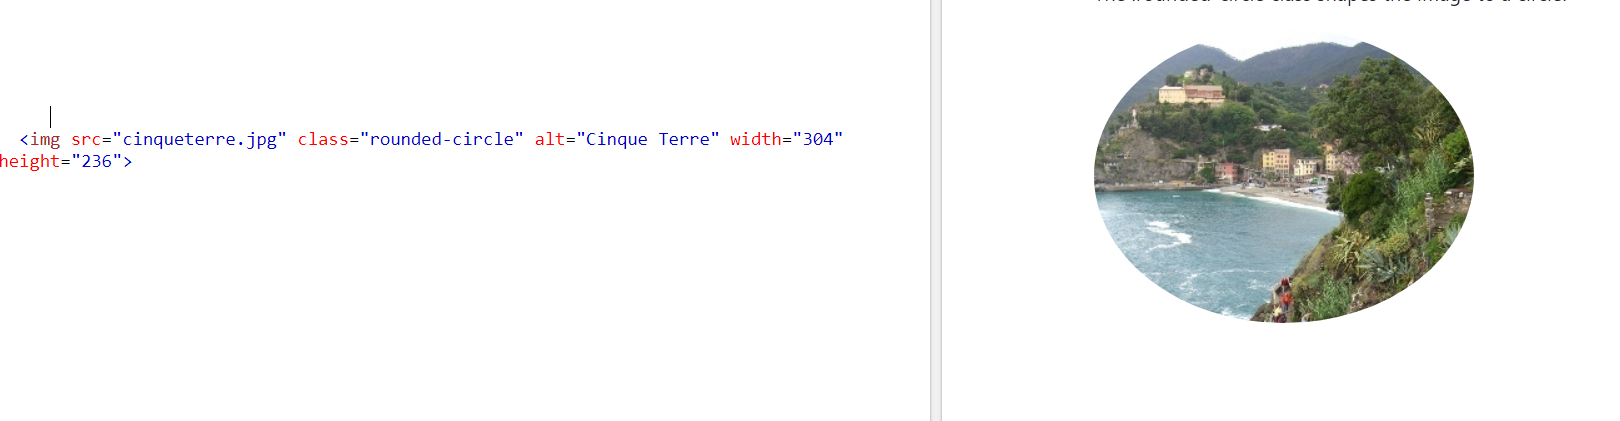 <img src="cinqueterre.jpg" class="rounded-circle" alt="Cinque Terre" width="304"
height="236">